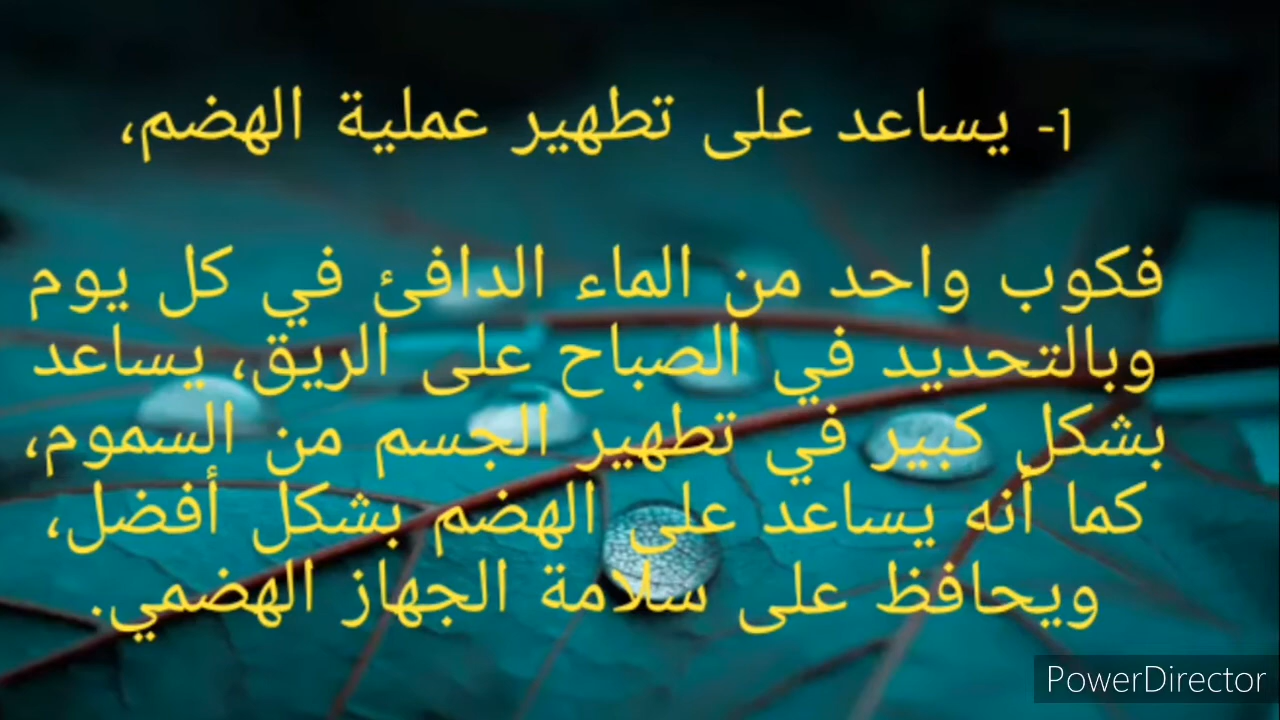 1- يساعد على تطهير عملية الهضم،
فكوب واحد من الماء الدافئ في كل يوم
وبالتحديد في الصباح على الريق، يساعد
بشكل كبير في تطهير الجسم من السموم،
كما أنه يساعد على الهضم بشكل أفضل،
ويحافظ على سلامة الجهاز الهضمي.
PowerDirector